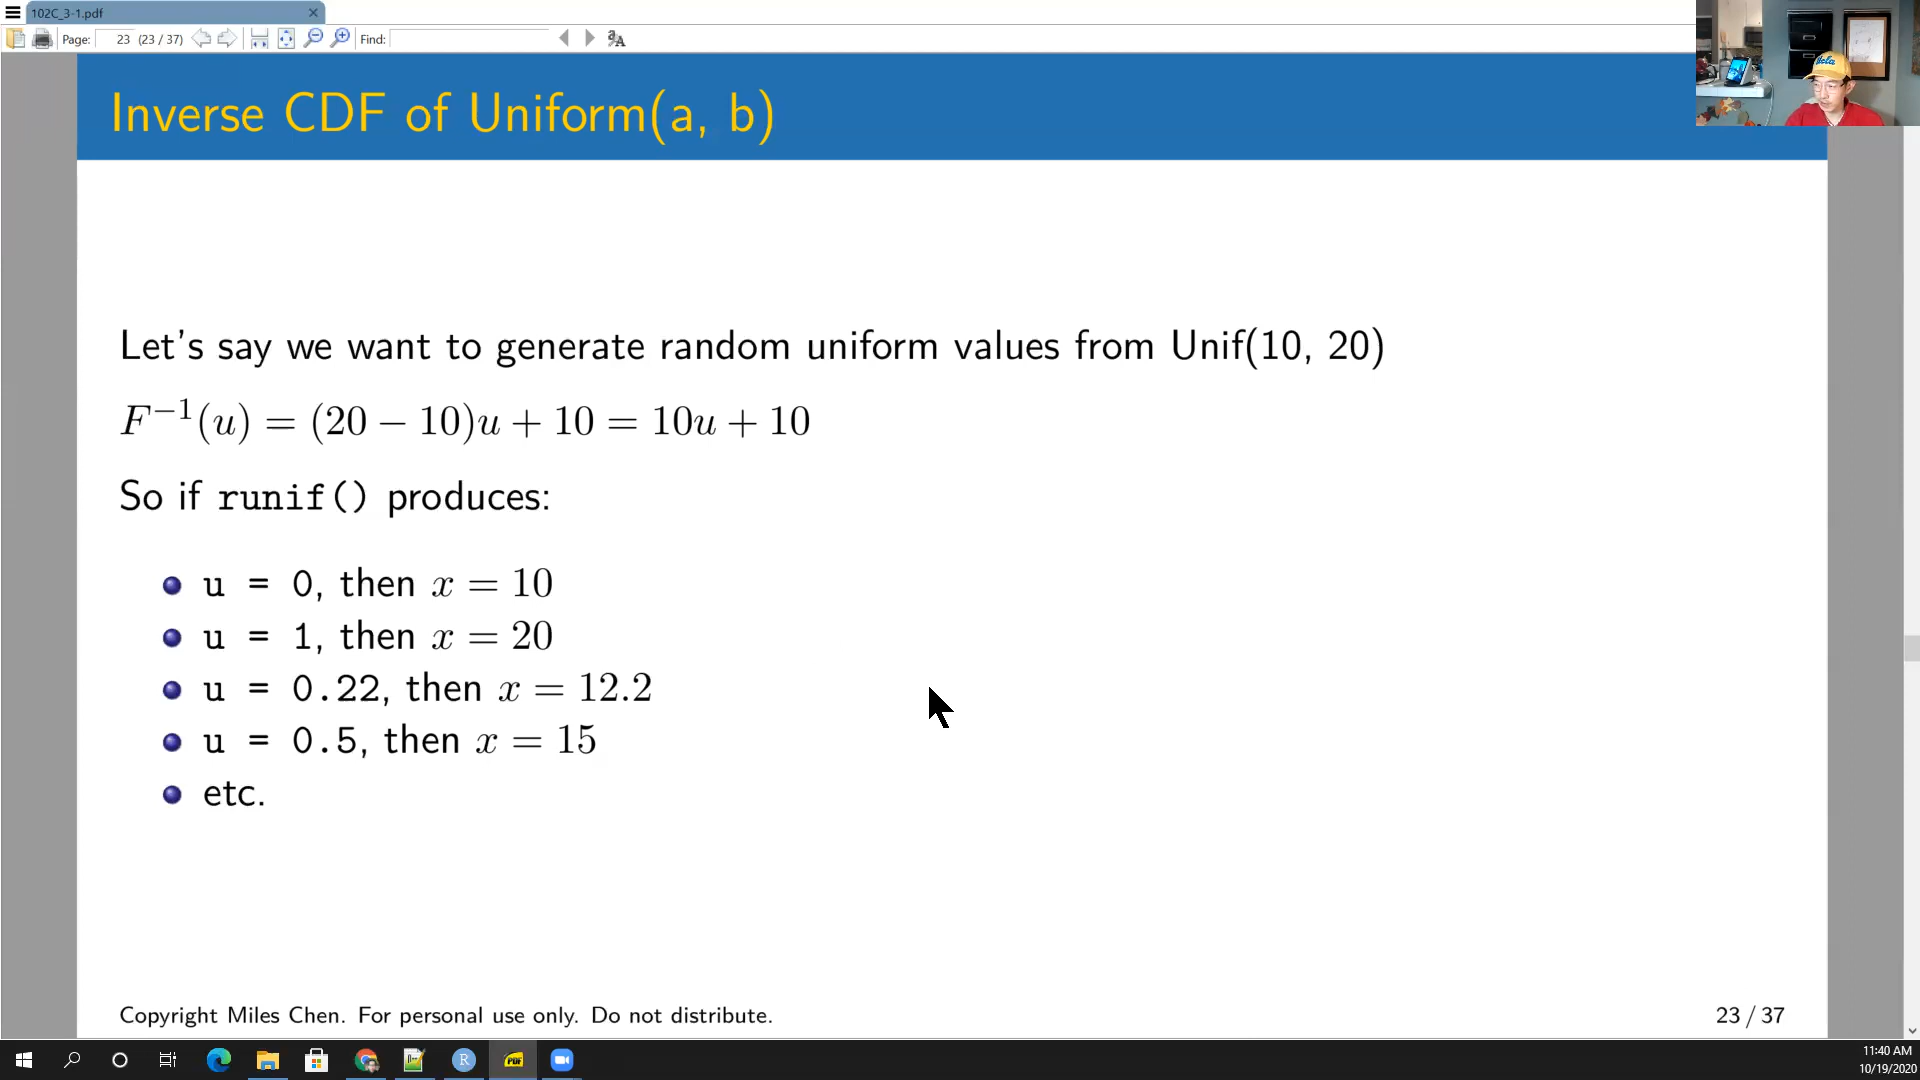 102C_3-1.pdf
Page: 23 (23 / 37) Find:
Inverse CDF of Uniform(a, b)
Let's say we want to generate random uniform values from Unif(10, 20)
F⁻¹(u) = (20 − 10)u + 10 = 10u + 10
So if runif() produces:
u = 0, then x = 10
u = 1, then x = 20
u = 0.22, then x = 12.2
u = 0.5, then x = 15
etc.
Copyright Miles Chen. For personal use only. Do not distribute.
23 / 37
R
PDF
11:40 AM
10/19/2020